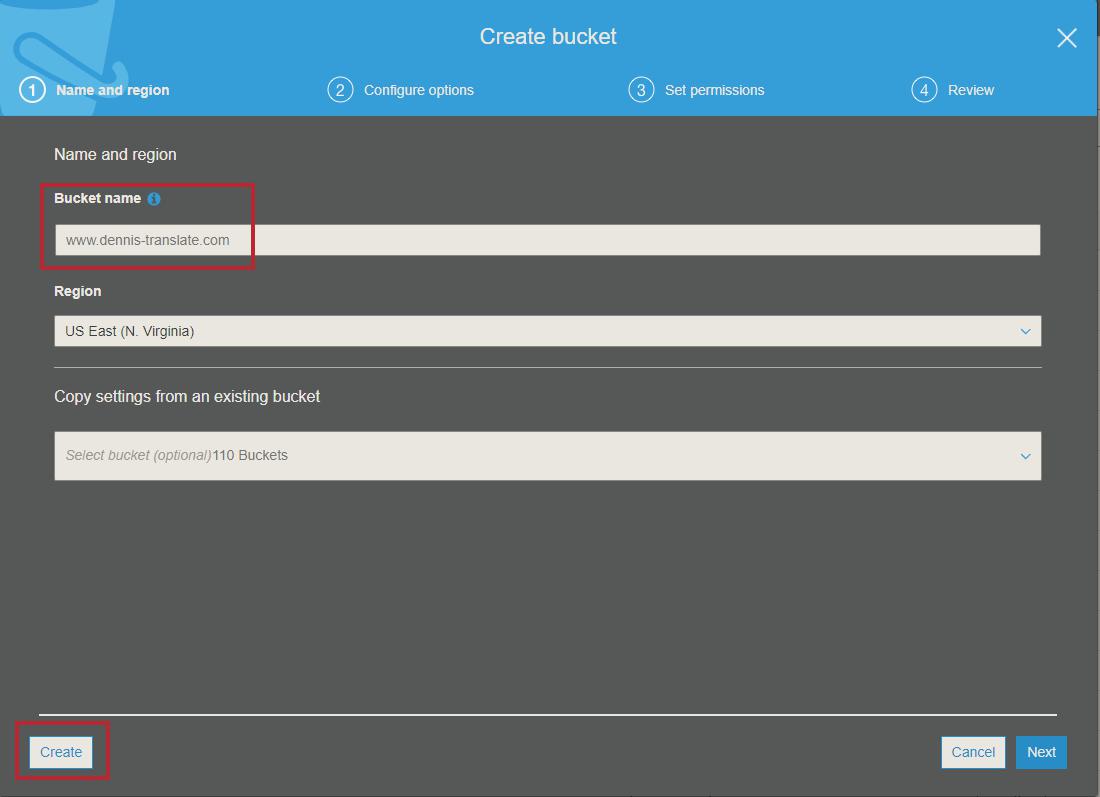 Create bucket
1 Name and region
2 Configure options
3 Set permissions
4 Review
Name and region
Bucket name i
www.dennis-translate.com
Region
US East (N. Virginia)
Copy settings from an existing bucket
Select bucket (optional)110 Buckets
Create
Cancel
Next